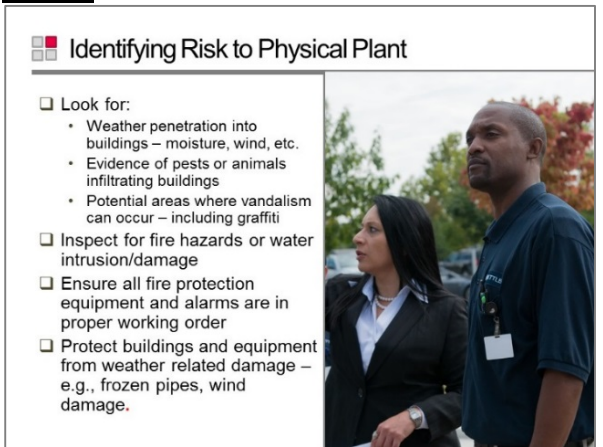 Identifying Risk to Physical Plant
Look for:
Weather penetration into
buildings – moisture, wind, etc.
Evidence of pests or animals
infiltrating buildings
Potential areas where vandalism
can occur – including graffiti
Inspect for fire hazards or water
intrusion/damage
Ensure all fire protection
equipment and alarms are in
proper working order
Protect buildings and equipment
from weather related damage –
e.g., frozen pipes, wind
damage.